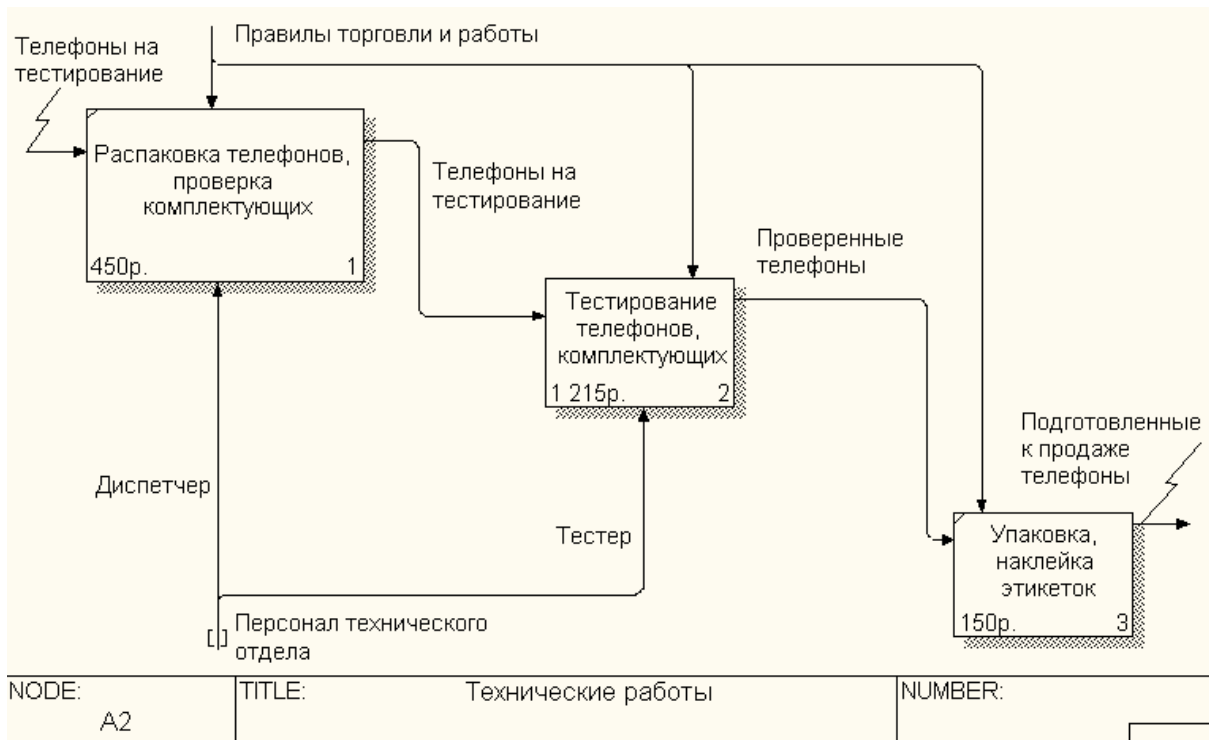 Правилы торговли и работы
Телефоны на
тестирование
Распаковка телефонов,
проверка
комплектующих
450р. 1
Телефоны на
тестирование
Проверенные
телефоны
Тестирование
телефонов,
комплектующих
1 215р. 2
Подготовленные
к продаже
телефоны
Диспетчер
Тестер
Упаковка,
наклейка
этикеток
150р. 3
Персонал технического
отдела
NODE: TITLE: Технические работы NUMBER:
A2